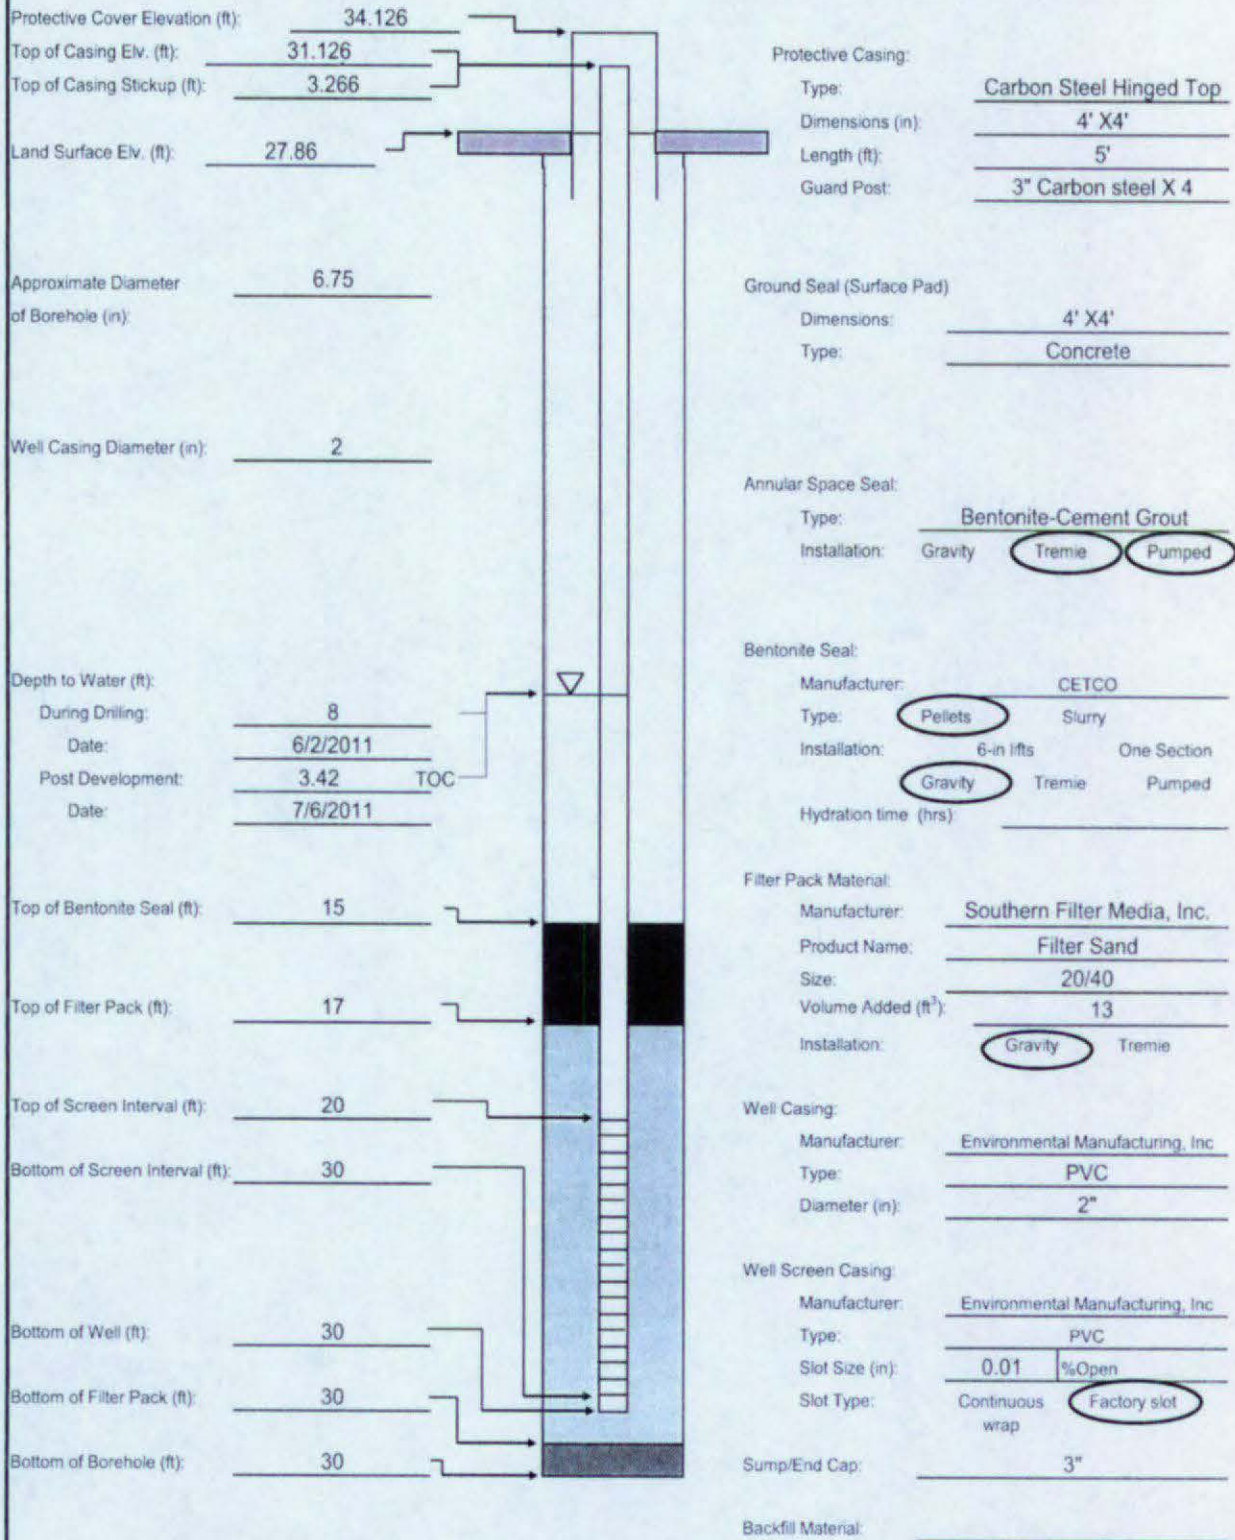 Protective Cover Elevation (ft): 34.126
Top of Casing Elv. (ft): 31.126
Top of Casing Stickup (ft): 3.266
Land Surface Elv. (ft): 27.86
Approximate Diameter 6.75
of Borehole (in):
Well Casing Diameter (in): 2
Depth to Water (ft):
During Drilling: 8
Date: 6/2/2011
Post Development: 3.42 TOC
Date: 7/6/2011
Top of Bentonite Seal (ft): 15
Top of Filter Pack (ft): 17
Top of Screen Interval (ft): 20
Bottom of Screen Interval (ft): 30
Bottom of Well (ft): 30
Bottom of Filter Pack (ft): 30
Bottom of Borehole (ft): 30
Protective Casing:
Type: Carbon Steel Hinged Top
Dimensions (in): 4' X4'
Length (ft): 5'
Guard Post: 3" Carbon steel X 4
Ground Seal (Surface Pad)
Dimensions: 4' X4'
Type: Concrete
Annular Space Seal:
Type: Bentonite-Cement Grout
Installation: Gravity Tremie Pumped
Bentonite Seal:
Manufacturer: CETCO
Type: Pellets Slurry
Installation: 6-in lifts One Section
Gravity Tremie Pumped
Hydration time (hrs)
Filter Pack Material:
Manufacturer: Southern Filter Media, Inc.
Product Name: Filter Sand
Size: 20/40
Volume Added (ft³): 13
Installation: Gravity Tremie
Well Casing:
Manufacturer: Environmental Manufacturing, Inc
Type: PVC
Diameter (in): 2"
Well Screen Casing:
Manufacturer: Environmental Manufacturing, Inc
Type: PVC
Slot Size (in): 0.01 %Open
Slot Type: Continuous Factory slot
wrap
Sump/End Cap: 3"
Backfill Material: